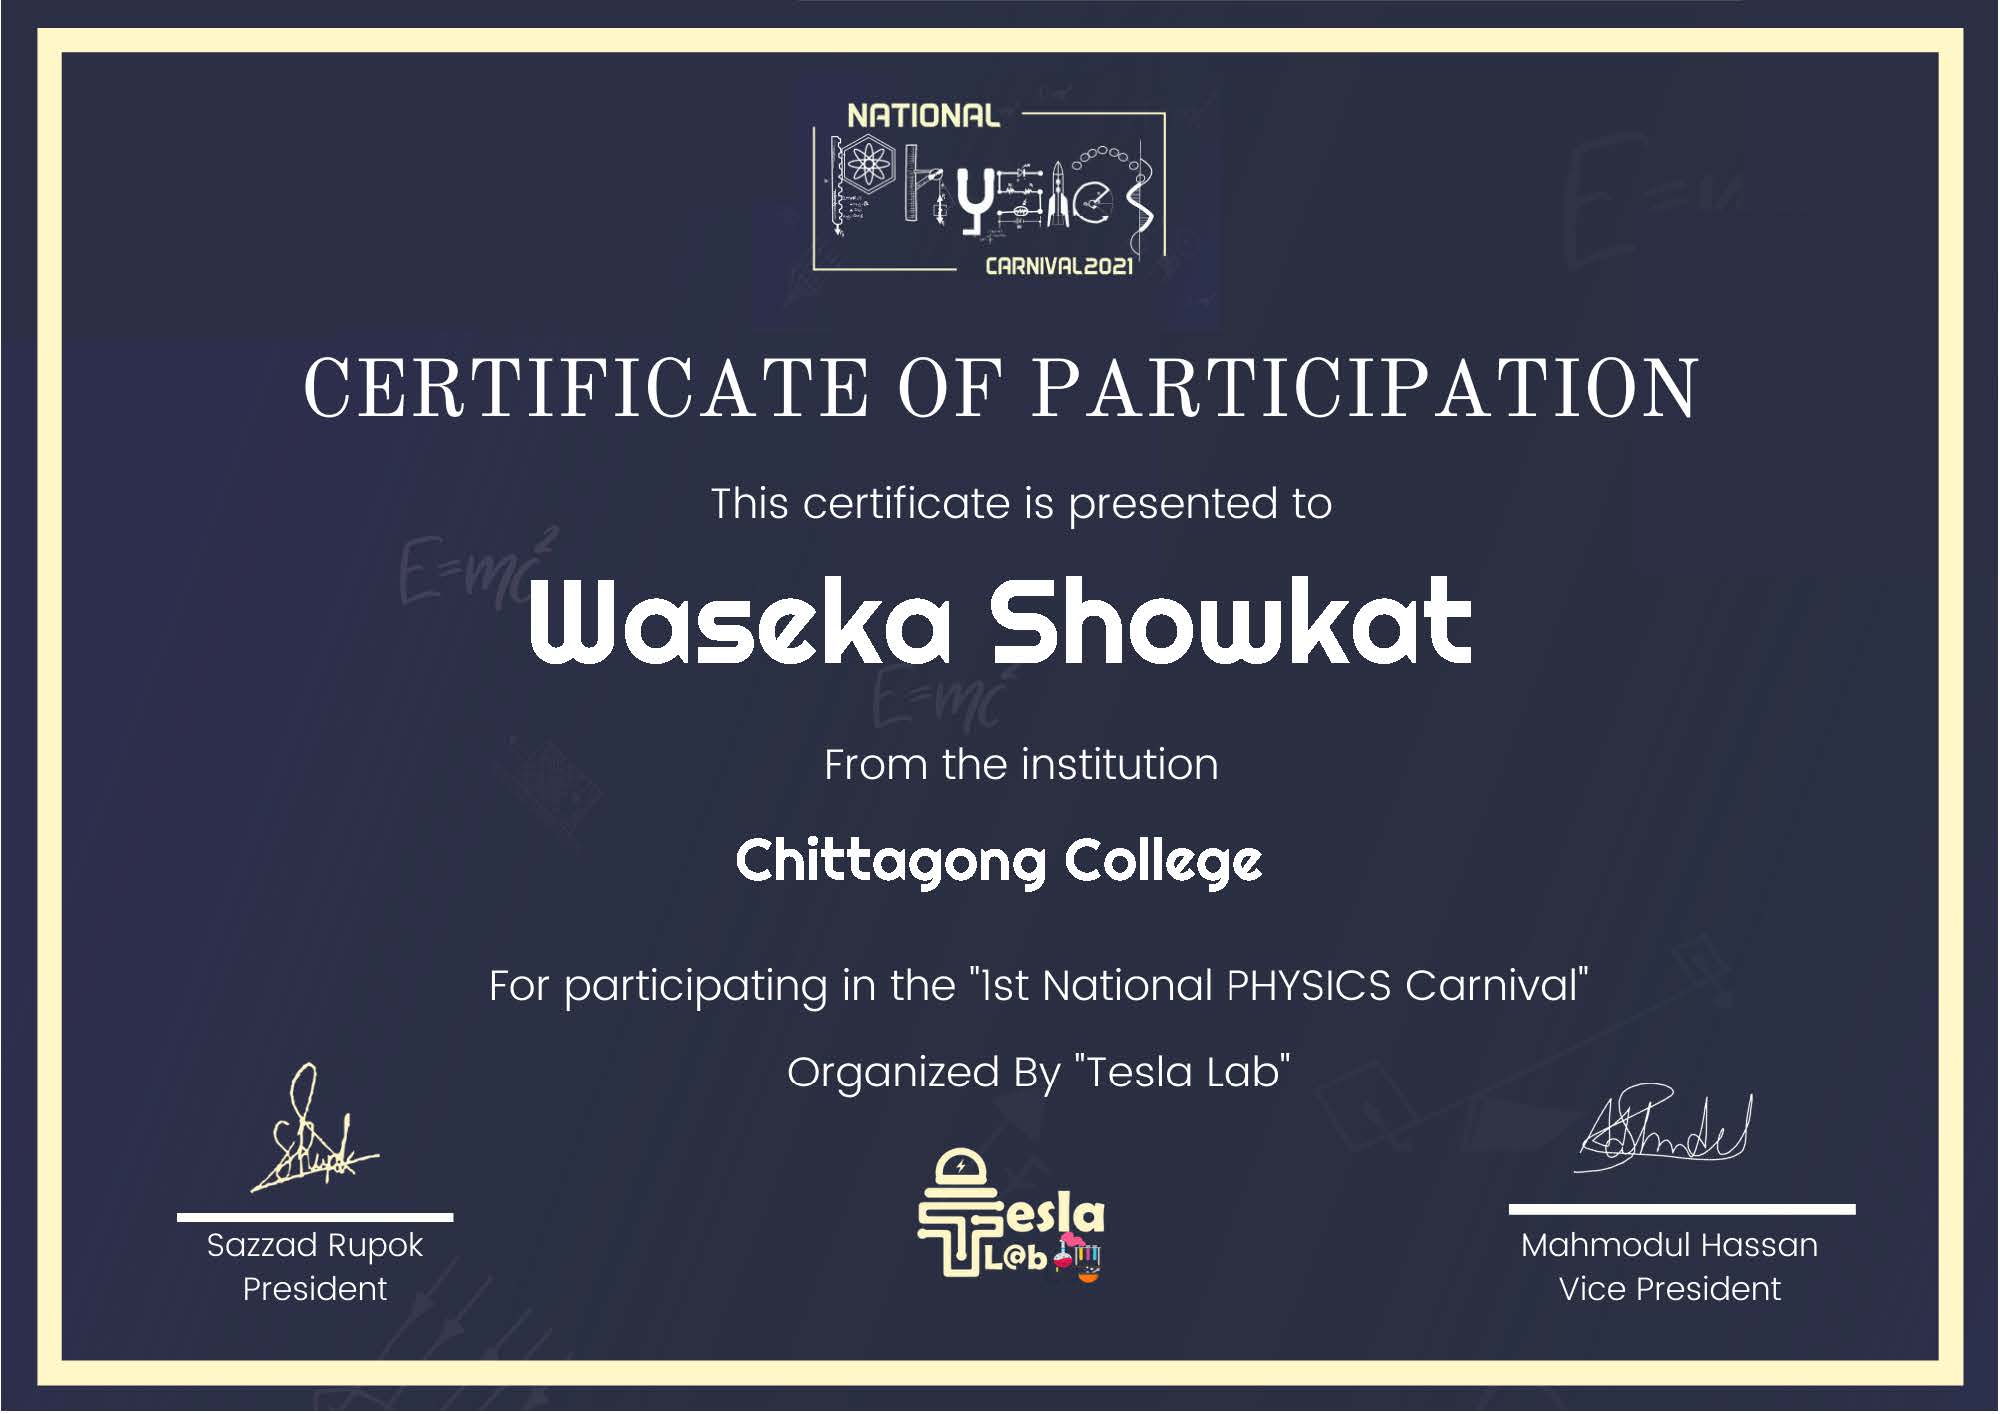 NATIONAL
PhYSICS
CARNIVAL2021
CERTIFICATE OF PARTICIPATION
This certificate is presented to
E=mc²
Waseka Showkat
E=mc²
From the institution
Chittagong College
For participating in the "1st National PHYSICS Carnival"
Organized By "Tesla Lab"
Tesla
L@b
Sazzad Rupok
President
Mahmodul Hassan
Vice President